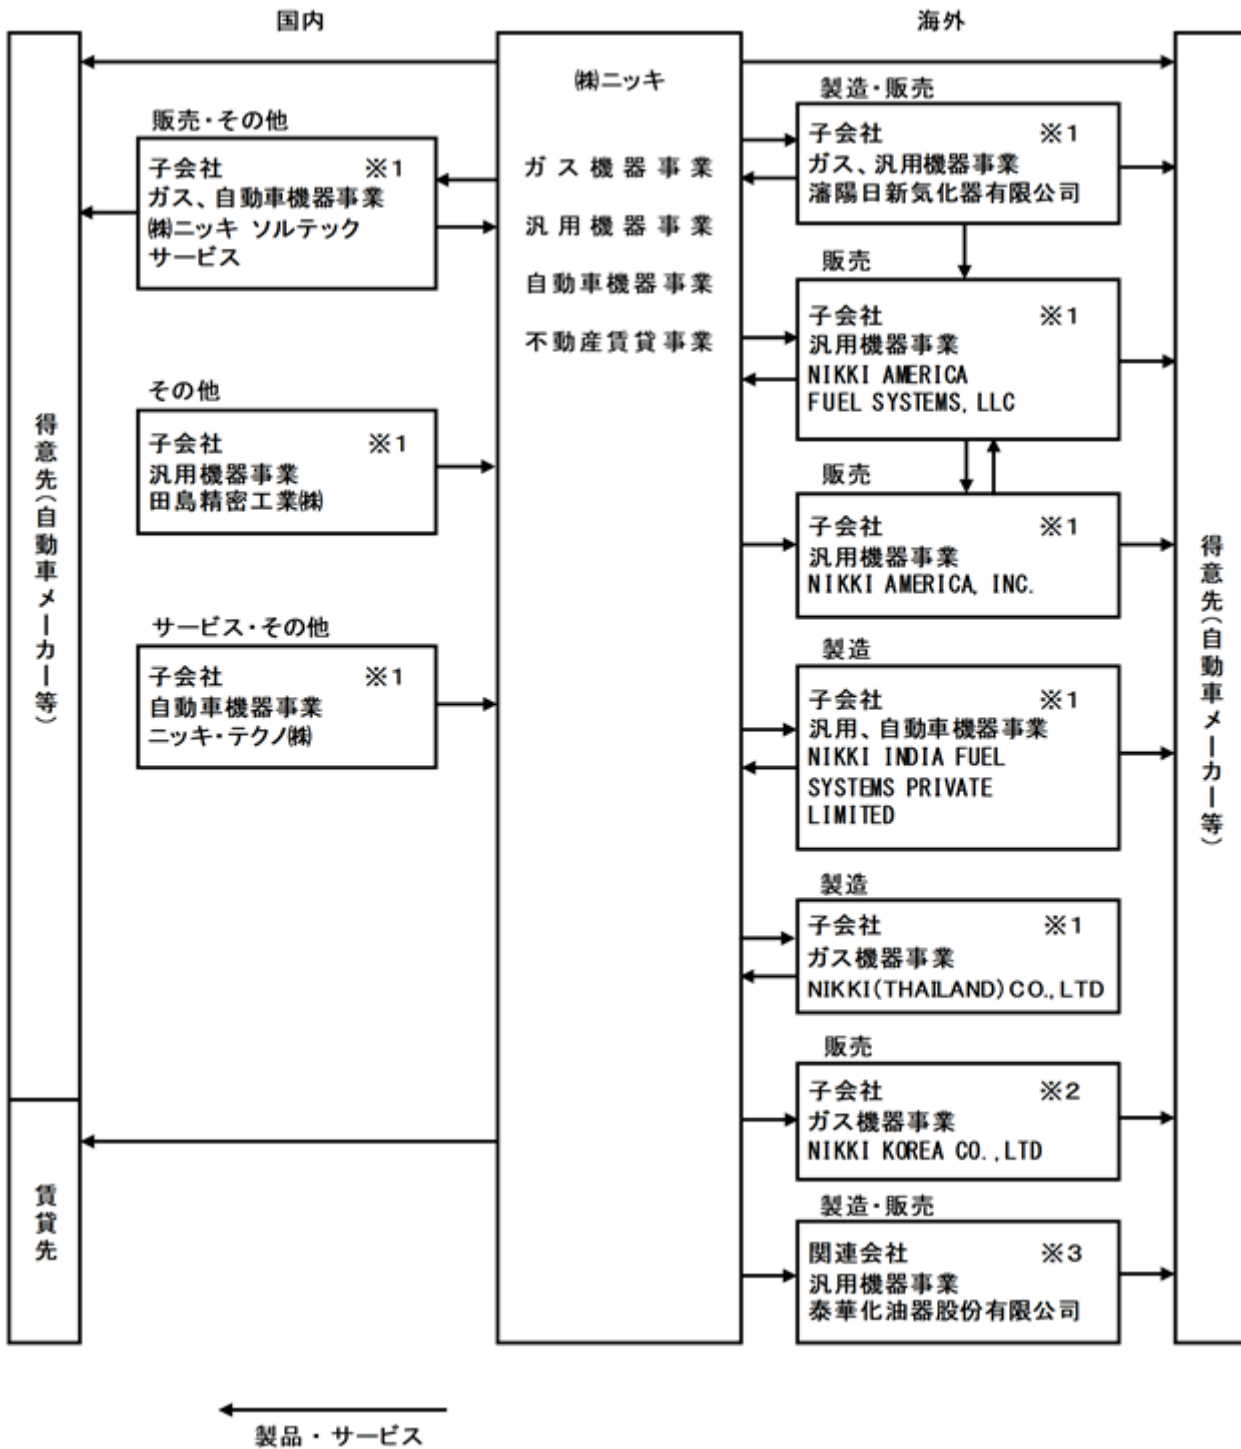 国内
海外
得意先(自動車メーカー等)
賃貸先
販売・その他
子会社 ※1
ガス、自動車機器事業
㈱ニッキ ソルテック
サービス
その他
子会社 ※1
汎用機器事業
田島精密工業㈱
サービス・その他
子会社 ※1
自動車機器事業
ニッキ・テクノ㈱
㈱ニッキ
ガス機器事業
汎用機器事業
自動車機器事業
不動産賃貸事業
製造・販売
子会社 ※1
ガス、汎用機器事業
瀋陽日新気化器有限公司
販売
子会社 ※1
汎用機器事業
NIKKI AMERICA
FUEL SYSTEMS, LLC
販売
子会社 ※1
汎用機器事業
NIKKI AMERICA, INC.
製造
子会社 ※1
汎用、自動車機器事業
NIKKI INDIA FUEL
SYSTEMS PRIVATE
LIMITED
製造
子会社 ※1
ガス機器事業
NIKKI(THAILAND)CO.,LTD
販売
子会社 ※2
ガス機器事業
NIKKI KOREA CO.,LTD
製造・販売
関連会社 ※3
汎用機器事業
泰華化油器股份有限公司
得意先(自動車メーカー等)
製品・サービス